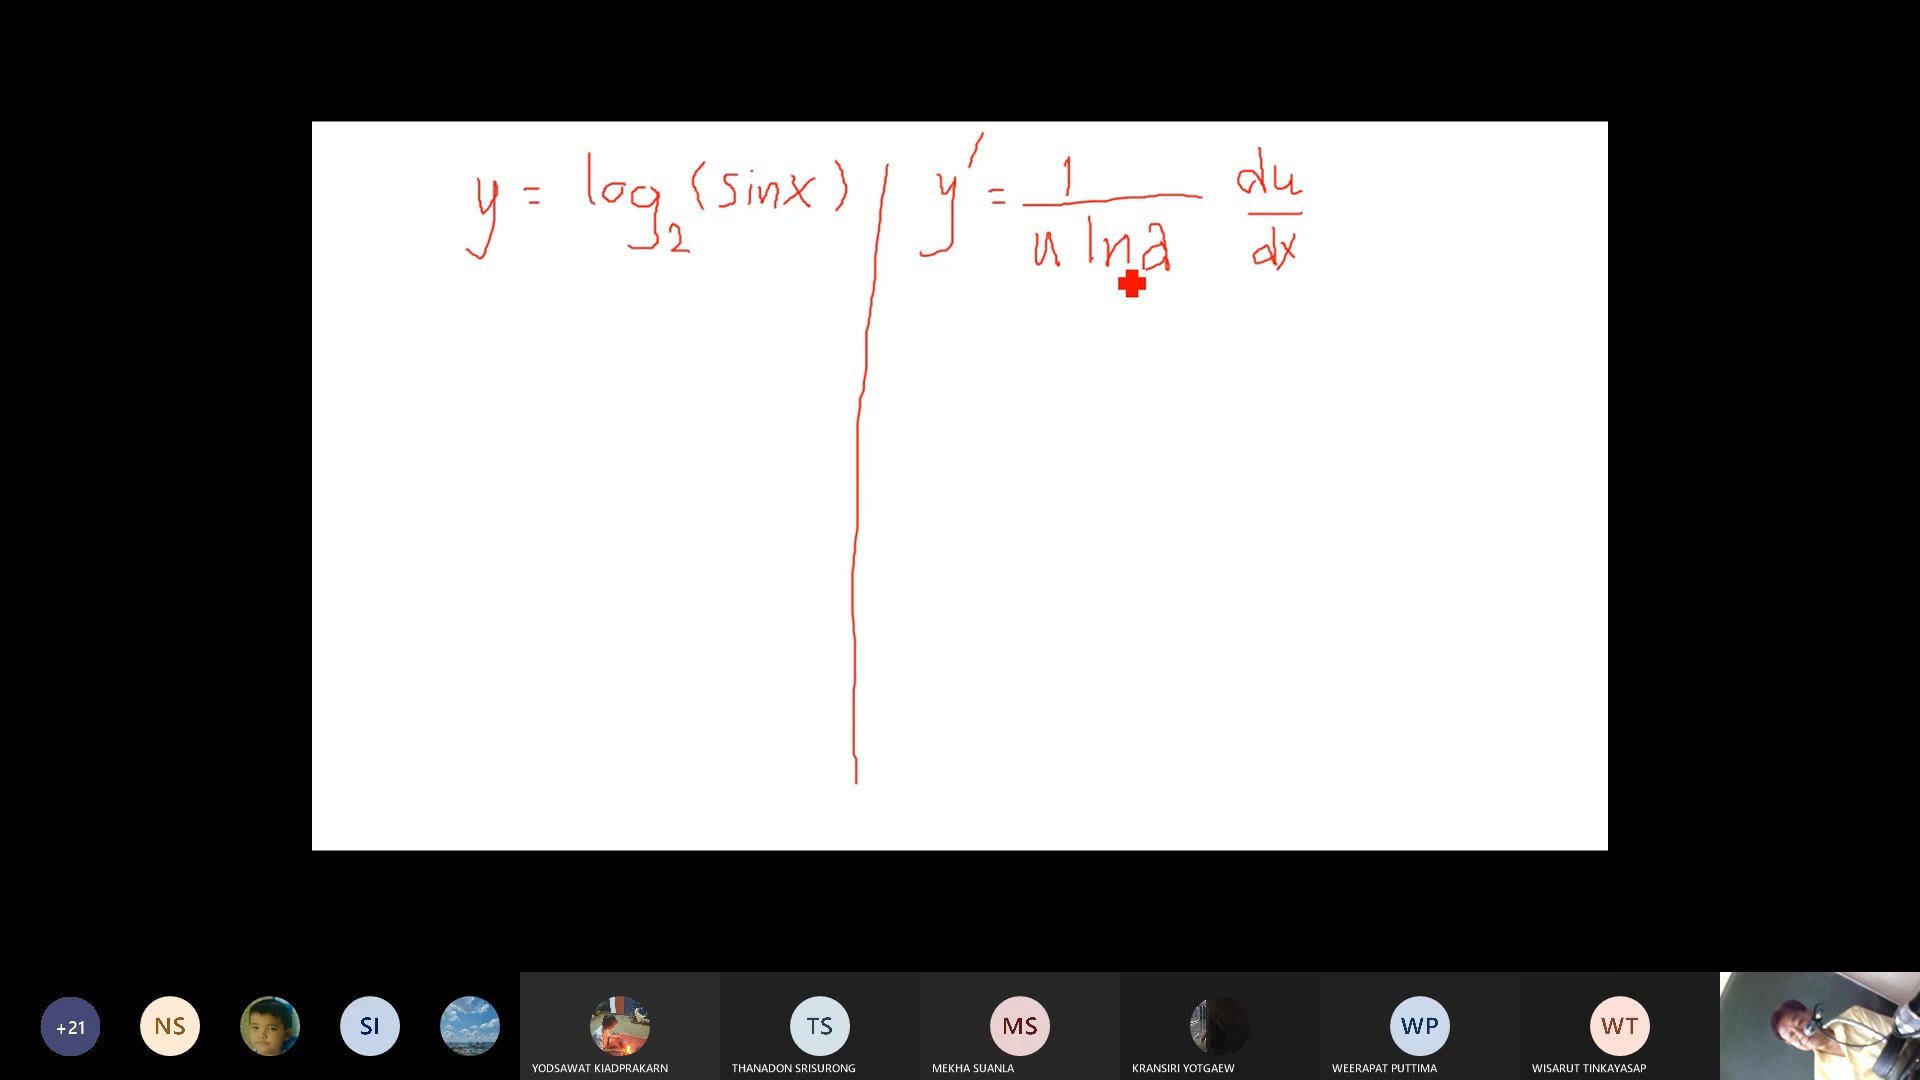 y = log₂(sinx)
y′ = 1/(u ln a) du/dx
+21
NS
SI
TS
MS
WP
WT
YODSAWAT KIADPRAKARN
THANADON SRISURONG
MEKHA SUANLA
KRANSIRI YOTGAEW
WEERAPAT PUTTIMA
WISARUT TINKAYASAP